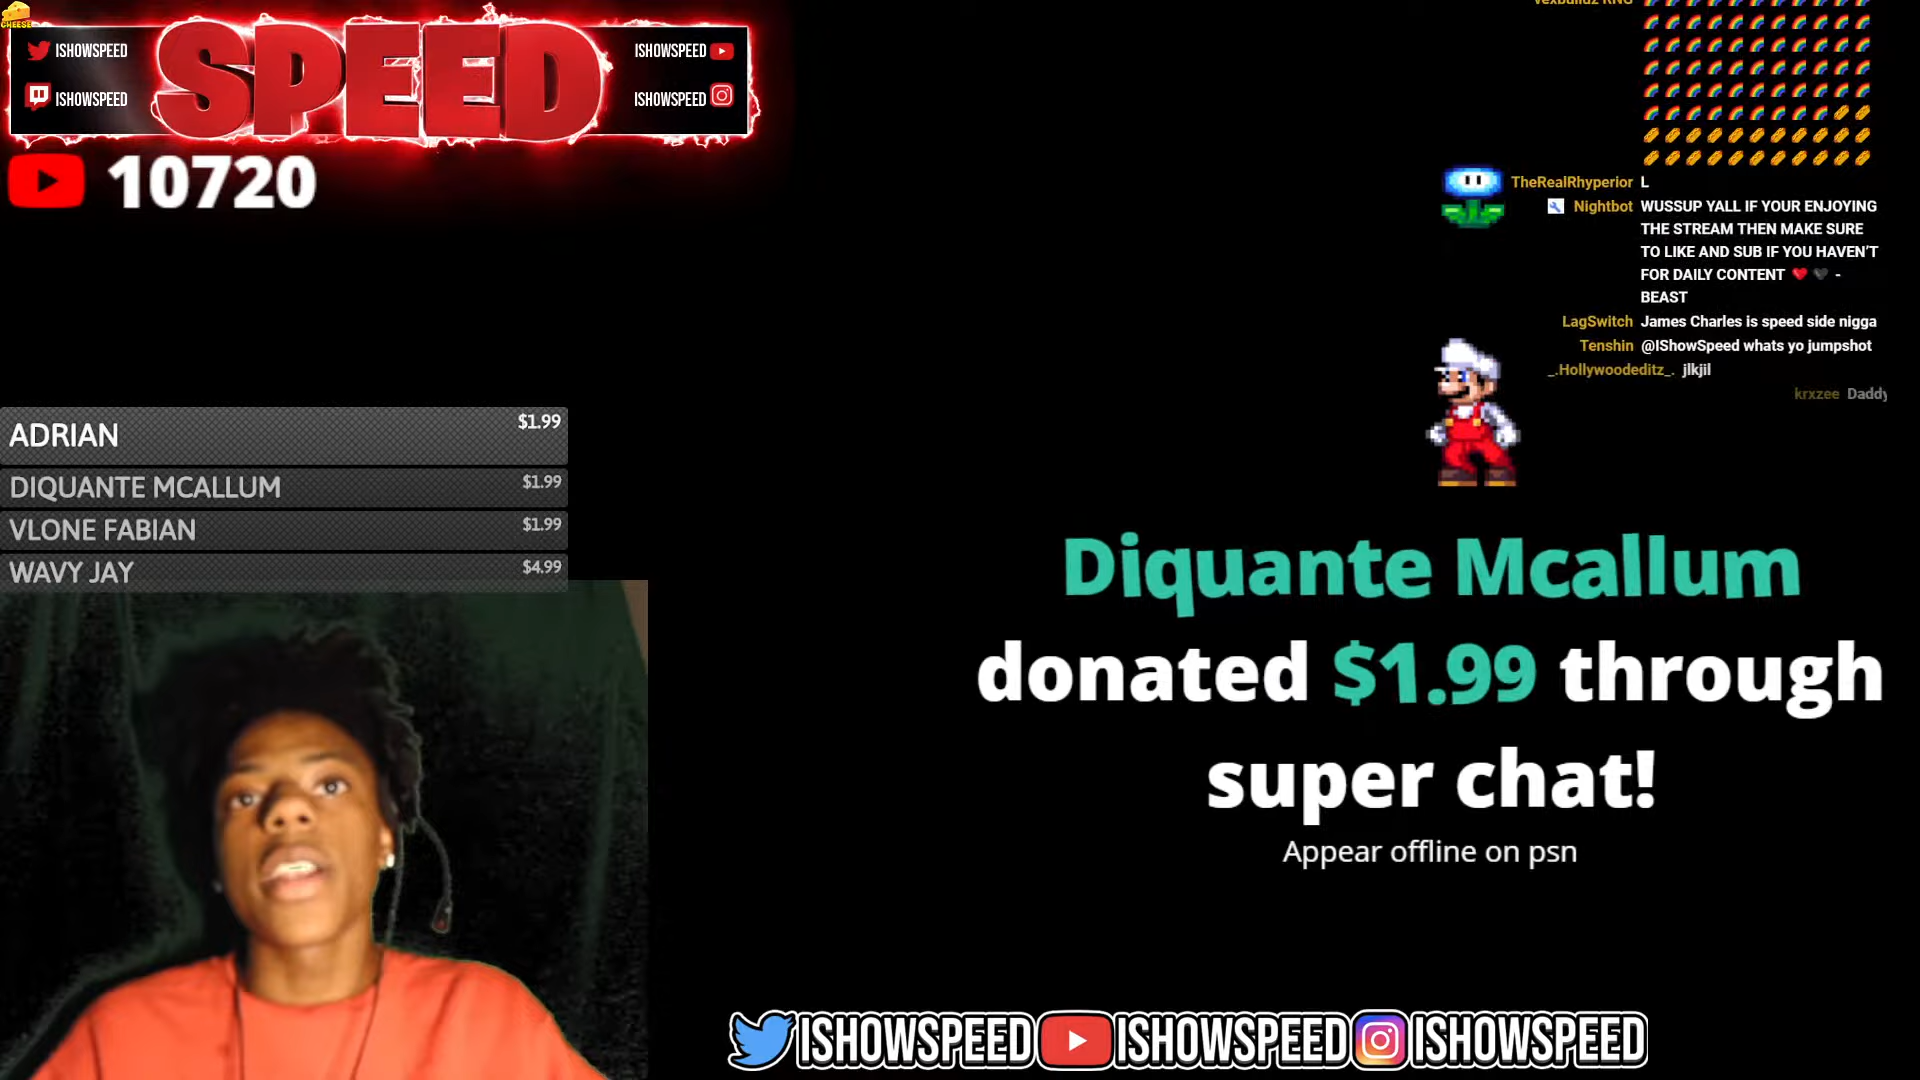 CHEESE
ISHOWSPEED
ISHOWSPEED
SPEED
ISHOWSPEED
ISHOWSPEED
10720
TheRealRhyperior L
Nightbot WUSSUP YALL IF YOUR ENJOYING
THE STREAM THEN MAKE SURE
TO LIKE AND SUB IF YOU HAVEN'T
FOR DAILY CONTENT ❤️ 🖤 -
BEAST
LagSwitch James Charles is speed side nigga
Tenshin @IShowSpeed whats yo jumpshot
_.Hollywoodeditz_. jlkjil
krxzee Daddy
ADRIAN $1.99
DIQUANTE MCALLUM $1.99
VLONE FABIAN $1.99
WAVY JAY $4.99
Diquante Mcallum
donated $1.99 through
super chat!
Appear offline on psn
ISHOWSPEED ISHOWSPEED ISHOWSPEED